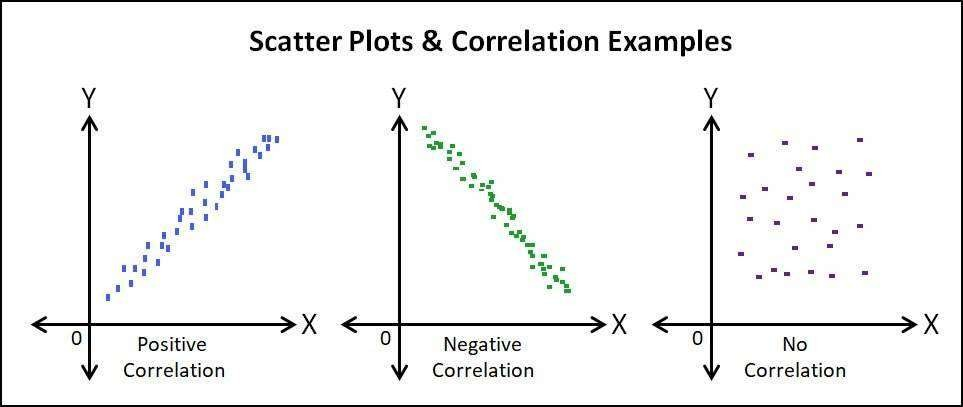 Scatter Plots & Correlation Examples
Y
X
0
Positive
Correlation
Y
X
0
Negative
Correlation
Y
X
0
No
Correlation